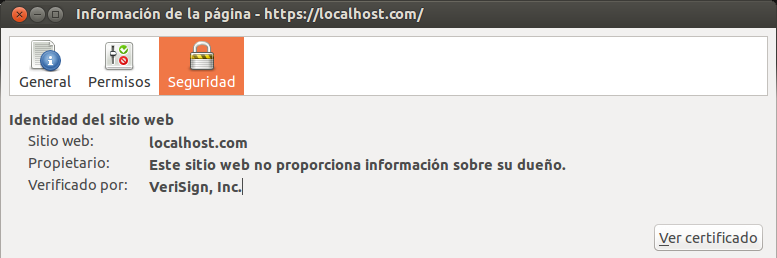 Información de la página - https://localhost.com/
General Permisos Seguridad
Identidad del sitio web
Sitio web: localhost.com
Propietario: Este sitio web no proporciona información sobre su dueño.
Verificado por: VeriSign, Inc.
Ver certificado